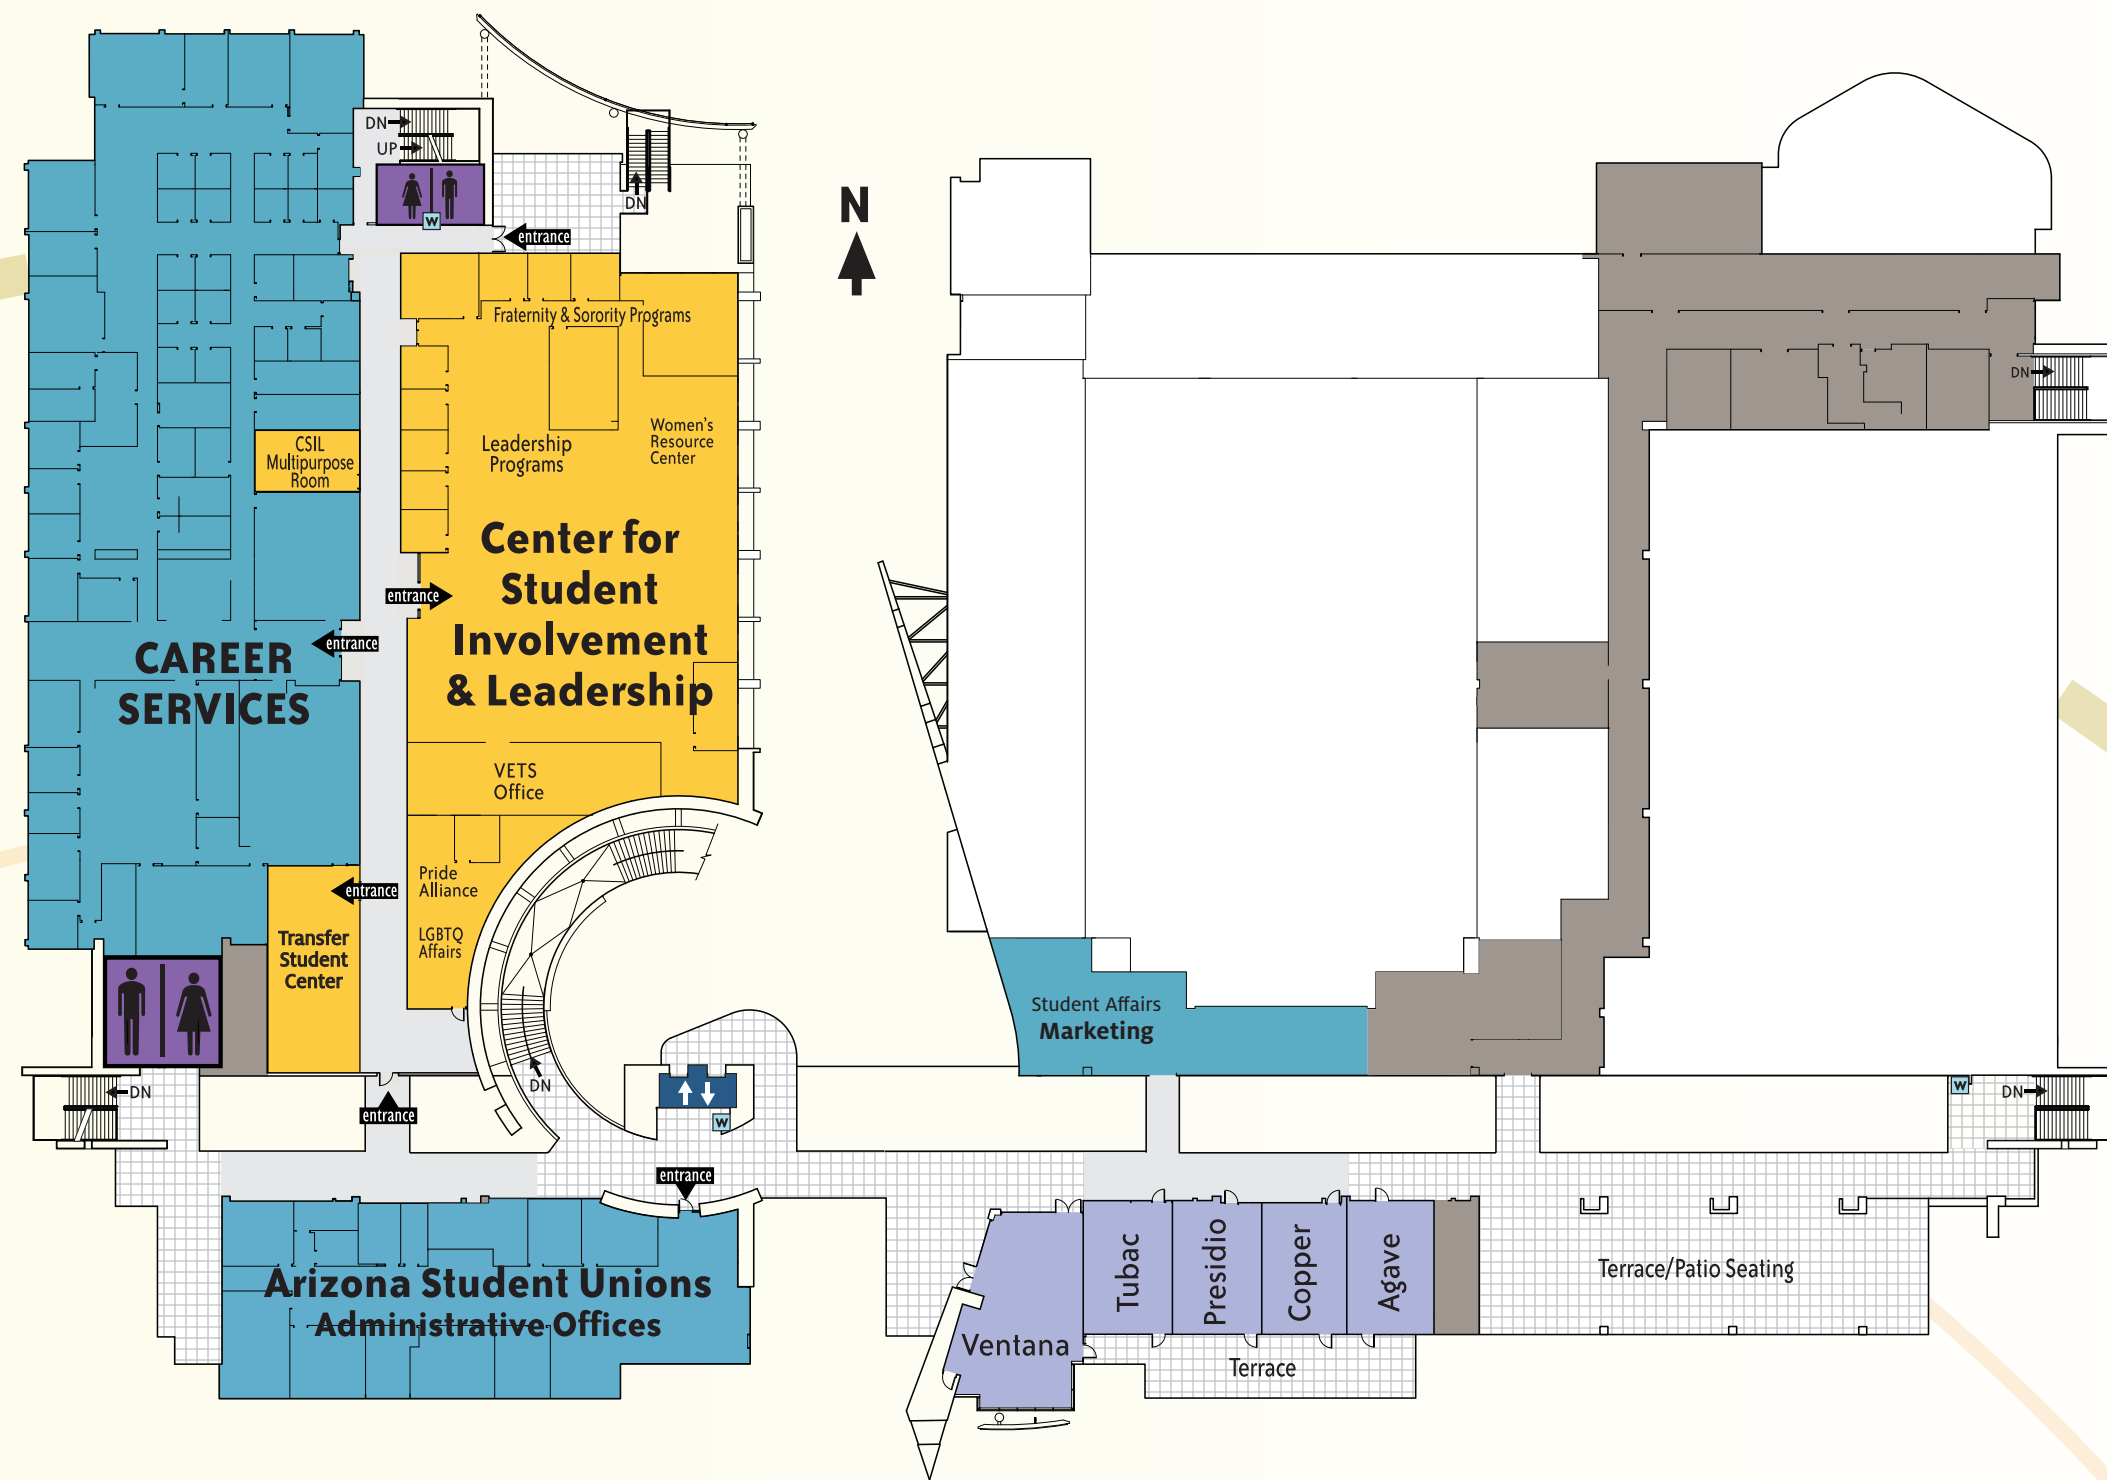 DN
UP
W
entrance
DN
N
Fraternity & Sorority Programs
Women's
Resource
Center
Leadership
Programs
CSIL
Multipurpose
Room
Center for
Student
Involvement
& Leadership
entrance
entrance
CAREER
SERVICES
VETS
Office
Pride
Alliance
LGBTQ
Affairs
entrance
Transfer
Student
Center
DN
entrance
DN
W
entrance
Arizona Student Unions
Administrative Offices
DN
Student Affairs
Marketing
W
DN
Ventana
Tubac
Presidio
Copper
Agave
Terrace
Terrace/Patio Seating